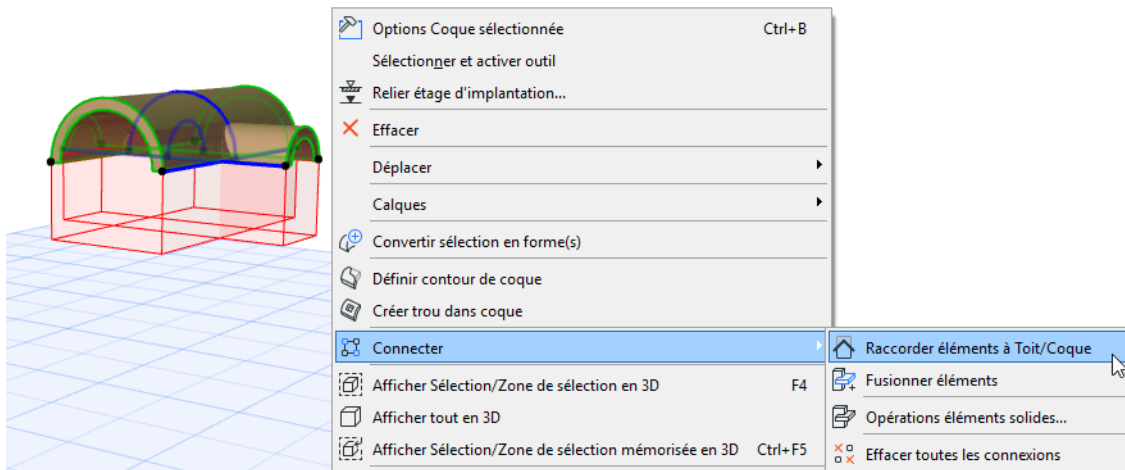 Options Coque sélectionnée Ctrl+B
Sélectionner et activer outil
Relier étage d'implantation...
Effacer
Déplacer
Calques
Convertir sélection en forme(s)
Définir contour de coque
Créer trou dans coque
Connecter
Raccorder éléments à Toit/Coque
Afficher Sélection/Zone de sélection en 3D F4
Fusionner éléments
Afficher tout en 3D
Opérations éléments solides...
Afficher Sélection/Zone de sélection mémorisée en 3D Ctrl+F5
Effacer toutes les connexions